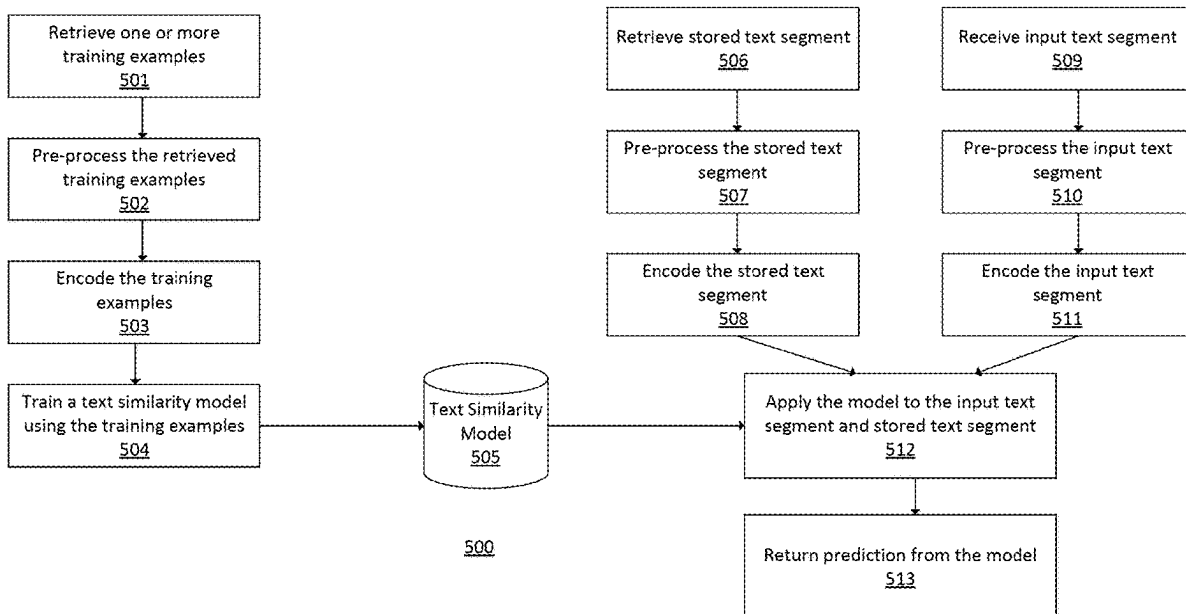 Retrieve one or more
training examples
501
Pre-process the retrieved
training examples
502
Encode the training
examples
503
Train a text similarity model
using the training examples
504
Text Similarity
Model
505
500
Retrieve stored text segment
506
Pre-process the stored text
segment
507
Encode the stored text
segment
508
Receive input text segment
509
Pre-process the input text
segment
510
Encode the input text
segment
511
Apply the model to the input text
segment and stored text segment
512
Return prediction from the model
513